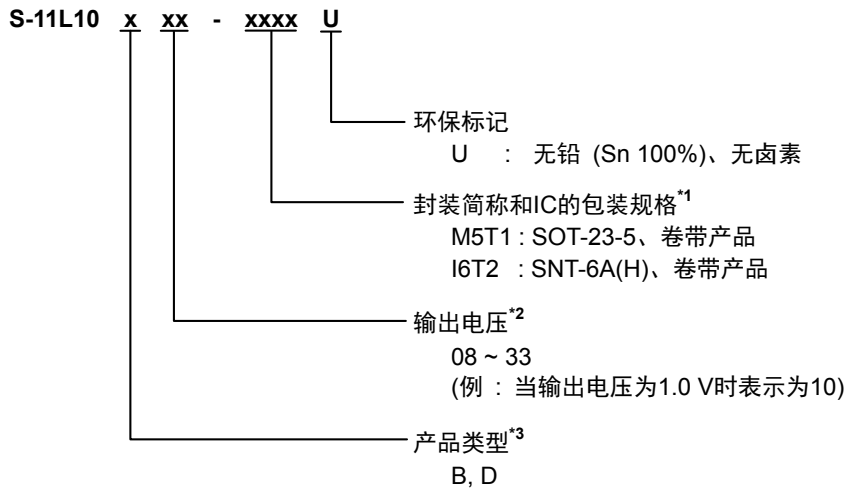 S-11L10 x xx - xxxx U
环保标记
U : 无铅 (Sn 100%)、无卤素
封装简称和IC的包装规格*1
M5T1 : SOT-23-5、卷带产品
I6T2 : SNT-6A(H)、卷带产品
输出电压*2
08 ~ 33
(例 : 当输出电压为1.0 V时表示为10)
产品类型*3
B, D